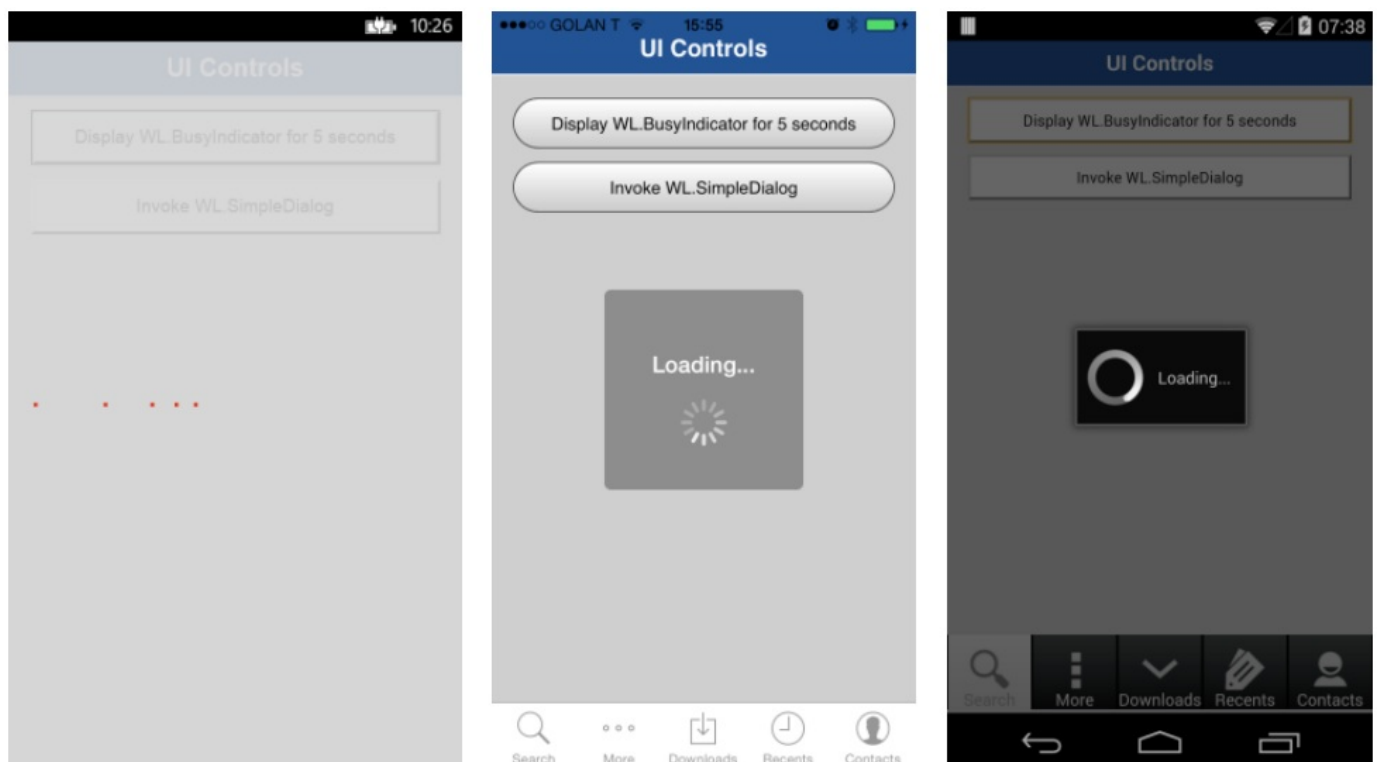 10:26
UI Controls
Display WL.BusyIndicator for 5 seconds
Invoke WL.SimpleDialog
GOLAN T 15:55
UI Controls
Display WL.BusyIndicator for 5 seconds
Invoke WL.SimpleDialog
Loading...
Search More Downloads Recents Contacts
07:38
UI Controls
Display WL.BusyIndicator for 5 seconds
Invoke WL.SimpleDialog
Loading...
Search More Downloads Recents Contacts